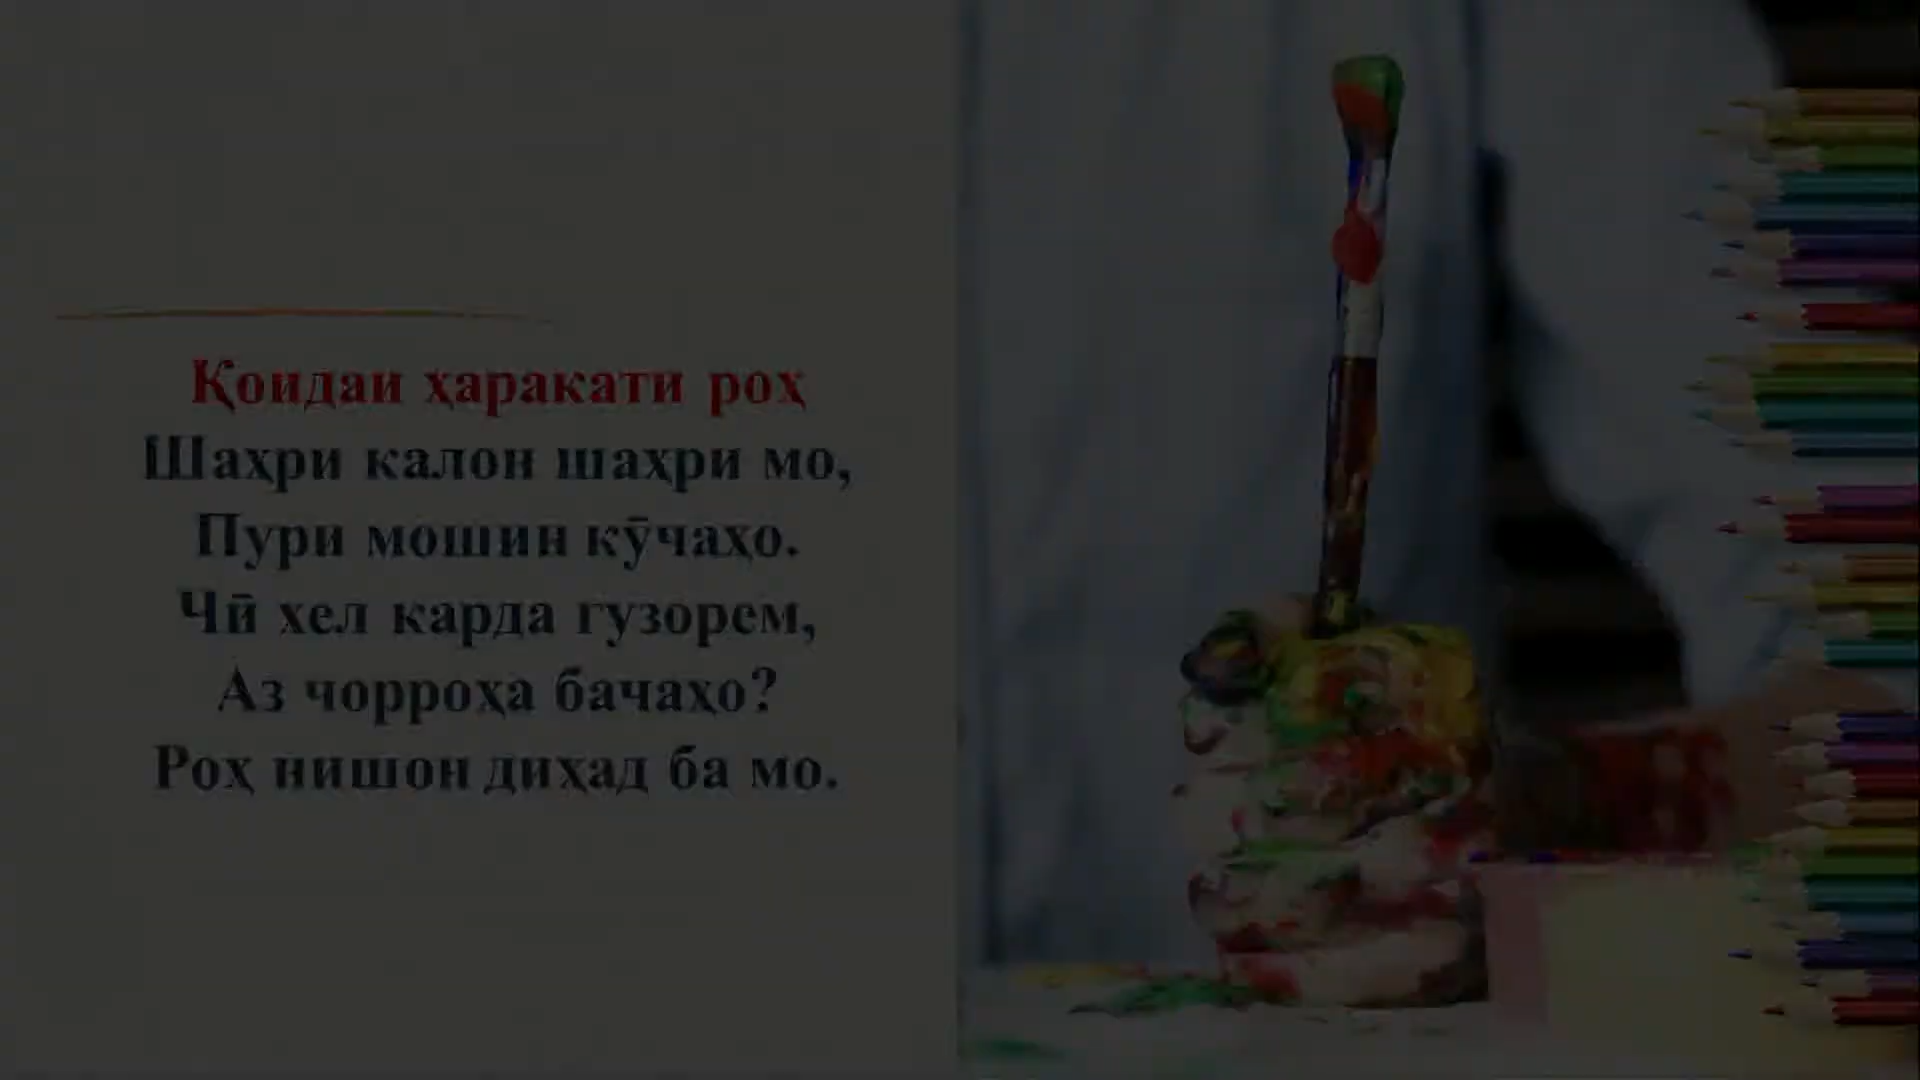 Қоидаи ҳаракати роҳ
Шаҳри калон шаҳри мо,
Пури мошин кӯчаҳо.
Чӣ хел карда гузорем,
Аз чорроҳа бачаҳо?
Роҳ нишон диҳад ба мо.